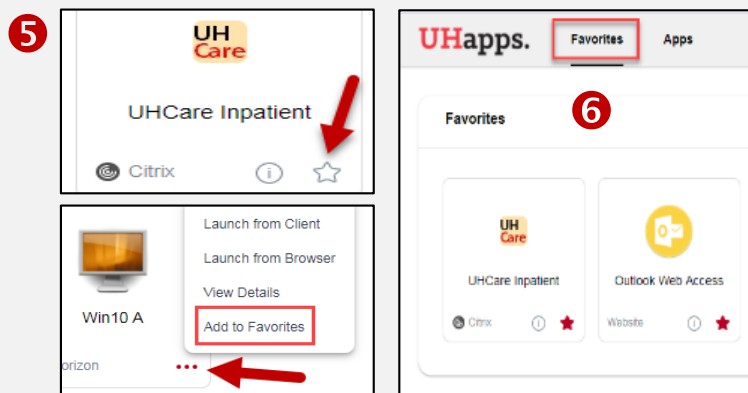 5
UH
Care
UHCare Inpatient
Citrix
i
Launch from Client
Launch from Browser
View Details
Add to Favorites
Win10 A
orizon
UHapps.
Favorites
Apps
Favorites
6
UH
Care
UHCare Inpatient
Citrix
i
Outlook Web Access
Website
i